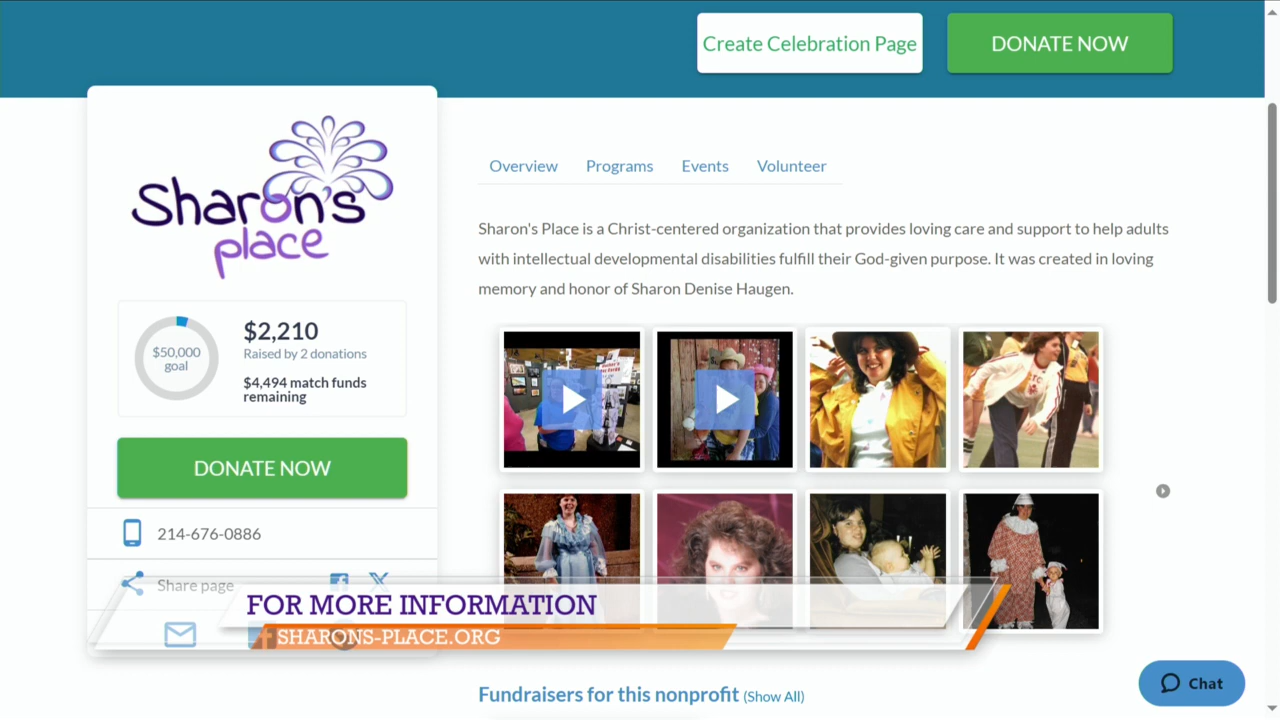 Create Celebration Page
DONATE NOW
Sharon's
place
$50,000
goal
$2,210
Raised by 2 donations
$4,494 match funds
remaining
DONATE NOW
214-676-0886
Share page
Overview Programs Events Volunteer
Sharon's Place is a Christ-centered organization that provides loving care and support to help adults
with intellectual developmental disabilities fulfill their God-given purpose. It was created in loving
memory and honor of Sharon Denise Haugen.
FOR MORE INFORMATION
SHARONS-PLACE.ORG
Fundraisers for this nonprofit (Show All)
Chat